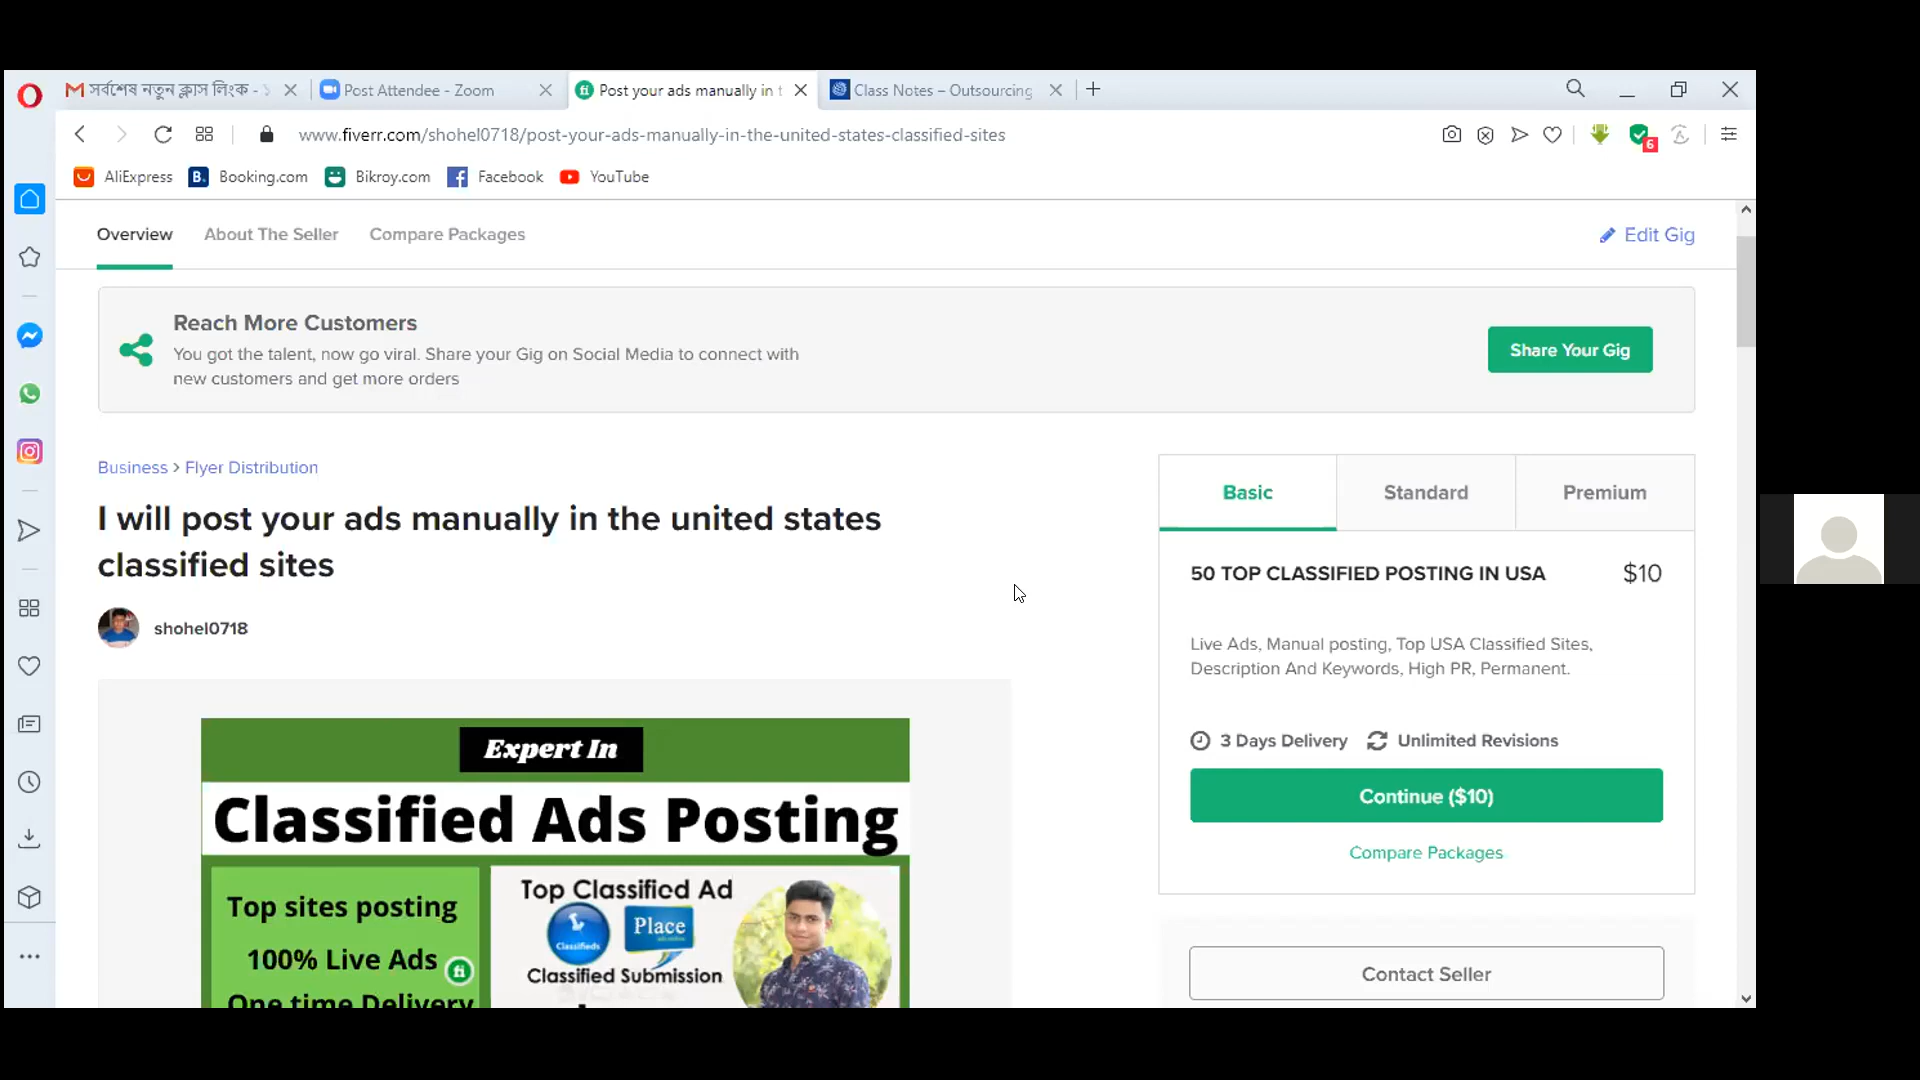 সর্বশেষ নতুন ক্লাস লিংক -
Post Attendee - Zoom
Post your ads manually in t
Class Notes – Outsourcing
www.fiverr.com/shohel0718/post-your-ads-manually-in-the-united-states-classified-sites
6
AliExpress
B.
Booking.com
Bikroy.com
Facebook
YouTube
Overview
About The Seller
Compare Packages
Edit Gig
Reach More Customers
You got the talent, now go viral. Share your Gig on Social Media to connect with
new customers and get more orders
Share Your Gig
Business > Flyer Distribution
I will post your ads manually in the united states
classified sites
shohel0718
Expert In
Classified Ads Posting
Top sites posting
100% Live Ads
fi
One time Delivery
Top Classified Ad
Classifieds
Place
Classified Submission
Basic
Standard
Premium
50 TOP CLASSIFIED POSTING IN USA
$10
Live Ads, Manual posting, Top USA Classified Sites,
Description And Keywords, High PR, Permanent.
3 Days Delivery
Unlimited Revisions
Continue ($10)
Compare Packages
Contact Seller